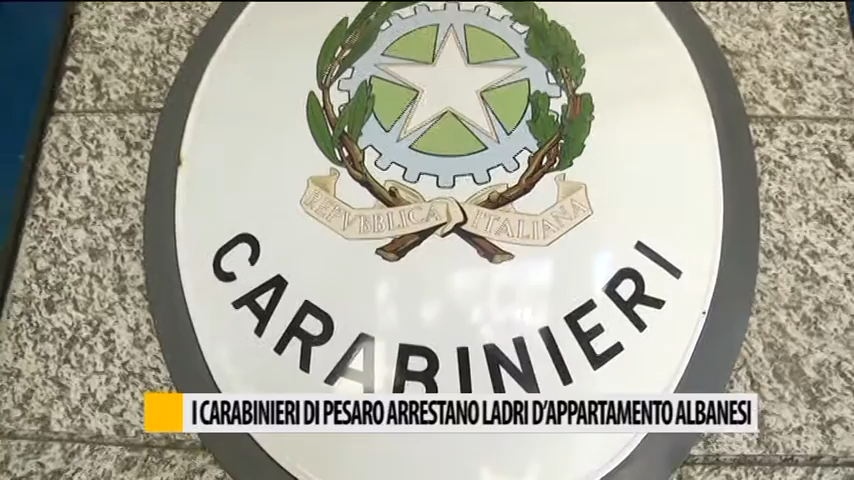 REPVBBLICA ITALIANA
CARABINIERI
I CARABINIERI DI PESARO ARRESTANO LADRI D'APPARTAMENTO ALBANESI